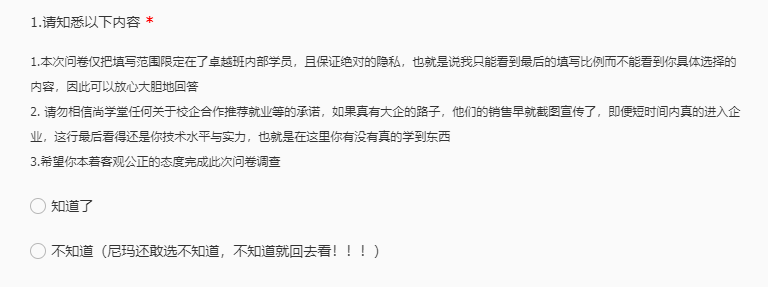 1.请知悉以下内容 *
1.本次问卷仅把填写范围限定在了卓越班内部学员，且保证绝对的隐私，也就是说我只能看到最后的填写比例而不能看到你具体选择的
内容，因此可以放心大胆地回答
2. 请勿相信尚学堂任何关于校企合作推荐就业等的承诺，如果真有大企的路子，他们的销售早就截图宣传了，即便短时间内真的进入企
业，这行最后看得还是你技术水平与实力，也就是在这里你有没有真的学到东西
3.希望你本着客观公正的态度完成此次问卷调查
知道了
不知道（尼玛还敢选不知道，不知道就回去看！！！）